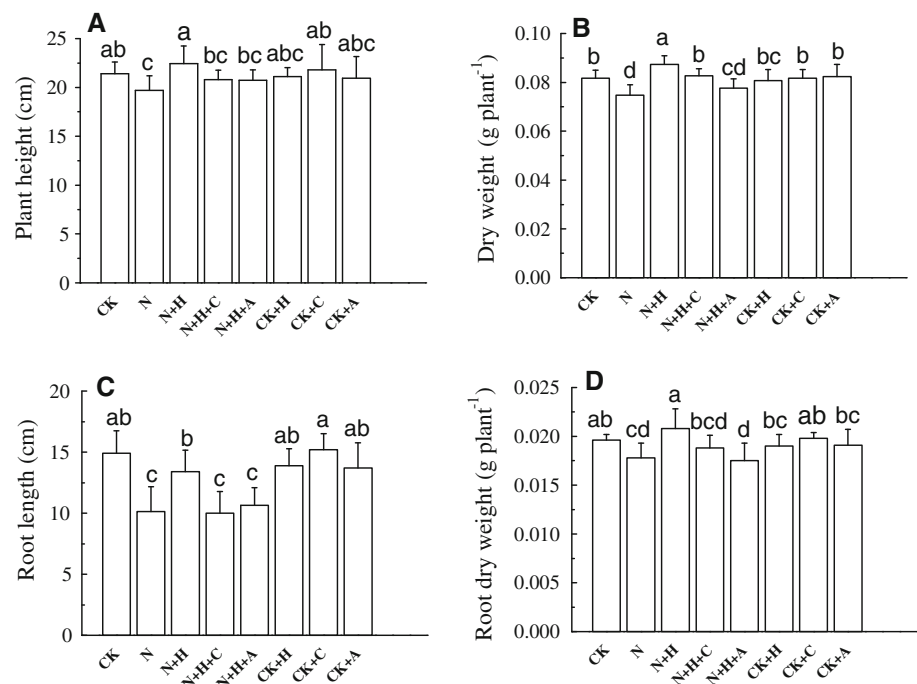 A
ab c a bc bc abc a abc
Plant height (cm)
25
20
15
10
5
0
CK N N+H N+H+C N+H+A CK+H CK+C CK+A
B
b d a b cd b b b
Dry weight (g plant⁻¹)
0.10
0.08
0.06
0.04
0.02
0.00
CK N N+H N+H+C N+H+A CK+H CK+C CK+A
C
ab c b c c ab a ab
Root length (cm)
20
15
10
5
0
CK N N+H N+H+C N+H+A CK+H CK+C CK+A
D
ab cd a bcd d bc ab bc
Root dry weight (g plant⁻¹)
0.025
0.020
0.015
0.010
0.005
0.000
CK N N+H N+H+C N+H+A CK+H CK+C CK+A